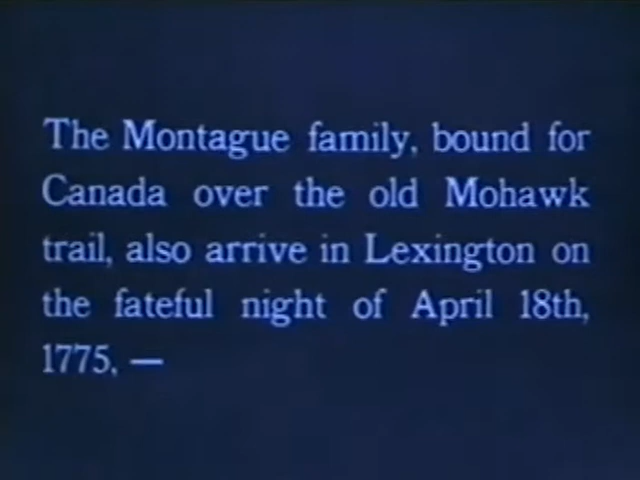 The Montague family, bound for
Canada over the old Mohawk
trail, also arrive in Lexington on
the fateful night of April 18th,
1775, —